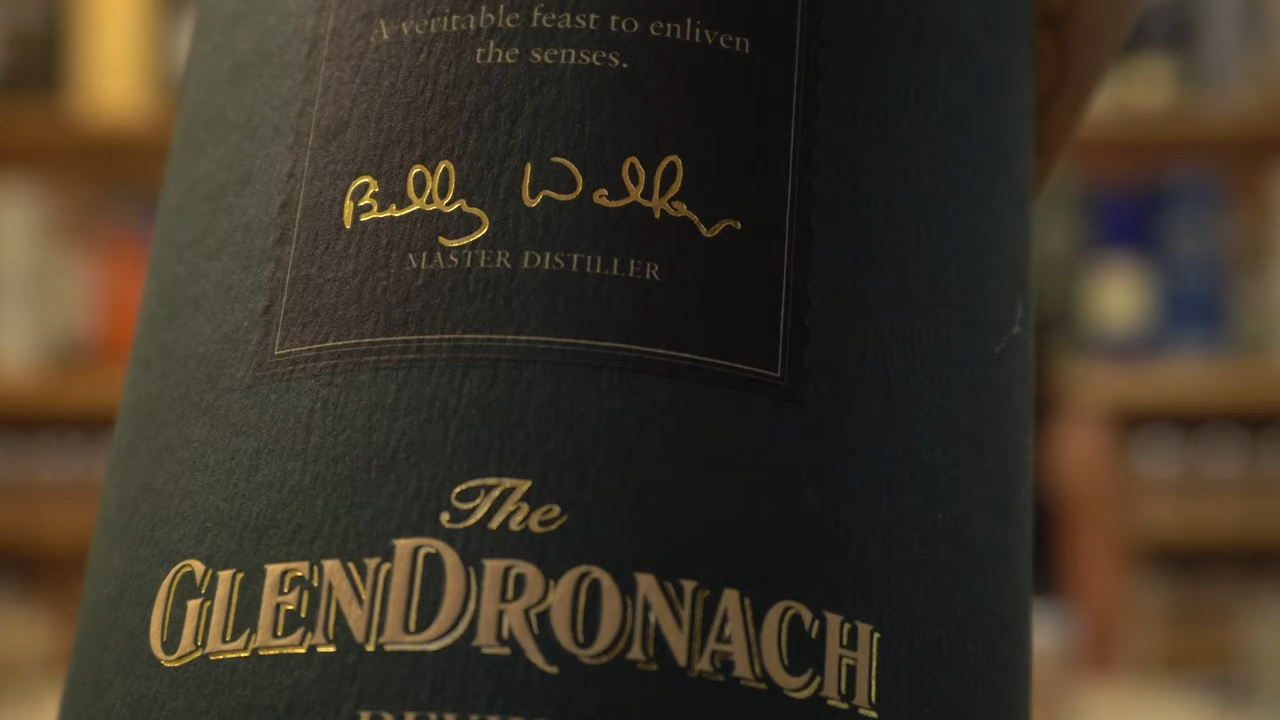 A veritable feast to enliven
the senses.
Billy Walker
MASTER DISTILLER
The
GLENDRONACH